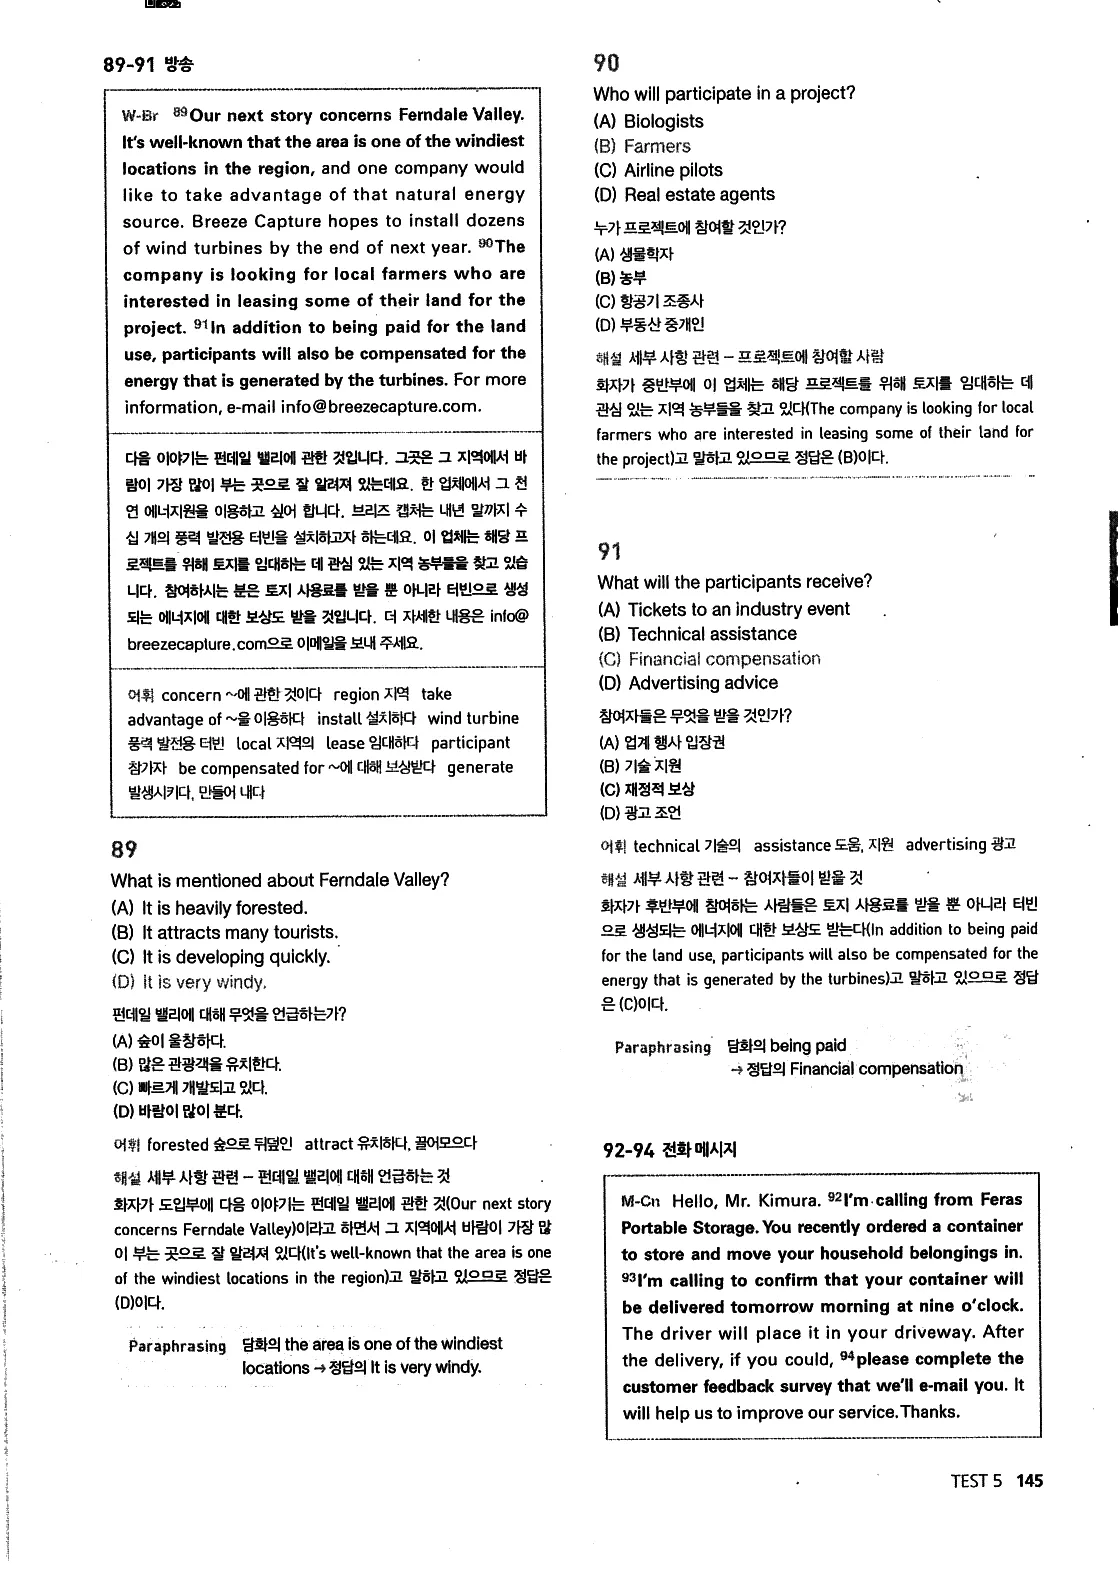 89-91 방송
W-Br 89Our next story concerns Ferndale Valley.
It's well-known that the area is one of the windiest
locations in the region, and one company would
like to take advantage of that natural energy
source. Breeze Capture hopes to install dozens
of wind turbines by the end of next year. 90The
company is looking for local farmers who are
interested in leasing some of their land for the
project. 91In addition to being paid for the land
use, participants will also be compensated for the
energy that is generated by the turbines. For more
information, e-mail info@breezecapture.com.
다음 이야기는 펀데일 밸리에 관한 것입니다. 그곳은 그 지역에서 바
람이 가장 많이 부는 곳으로 잘 알려져 있는데요. 한 업체에서 그 천
연 에너지원을 이용하고 싶어 합니다. 브리즈 캡처는 내년 말까지 수
십 개의 풍력 발전용 터빈을 설치하고자 하는데요. 이 업체는 해당 프
로젝트를 위해 토지를 임대하는 데 관심 있는 지역 농부들을 찾고 있습
니다. 참여하시는 분은 토지 사용료를 받을 뿐 아니라 터빈으로 생성
되는 에너지에 대한 보상도 받을 것입니다. 더 자세한 내용은 info@
breezecapture.com으로 이메일을 보내 주세요.
어휘 concern ~에 관한 것이다 region 지역 take
advantage of ~을 이용하다 install 설치하다 wind turbine
풍력 발전용 터빈 local 지역의 lease 임대하다 participant
참가자 be compensated for ~에 대해 보상받다 generate
발생시키다, 만들어 내다
89
What is mentioned about Ferndale Valley?
(A) It is heavily forested.
(B) It attracts many tourists.
(C) It is developing quickly.
(D) It is very windy.
펀데일 밸리에 대해 무엇을 언급하는가?
(A) 숲이 울창하다.
(B) 많은 관광객을 유치한다.
(C) 빠르게 개발되고 있다.
(D) 바람이 많이 분다.
어휘 forested 숲으로 뒤덮인 attract 유치하다, 끌어모으다
해설 세부 사항 관련 – 펀데일 밸리에 대해 언급하는 것
화자가 도입부에 다음 이야기는 펀데일 밸리에 관한 것(Our next story
concerns Ferndale Valley)이라고 하면서 그 지역에서 바람이 가장 많
이 부는 곳으로 잘 알려져 있다(It's well-known that the area is one
of the windiest locations in the region)고 말하고 있으므로 정답은
(D)이다.
Paraphrasing 담화의 the area is one of the windiest
locations → 정답의 It is very windy.
90
Who will participate in a project?
(A) Biologists
(B) Farmers
(C) Airline pilots
(D) Real estate agents
누가 프로젝트에 참여할 것인가?
(A) 생물학자
(B) 농부
(C) 항공기 조종사
(D) 부동산 중개인
해설 세부 사항 관련 – 프로젝트에 참여할 사람
화자가 중반부에 이 업체는 해당 프로젝트를 위해 토지를 임대하는 데
관심 있는 지역 농부들을 찾고 있다(The company is looking for local
farmers who are interested in leasing some of their land for
the project)고 말하고 있으므로 정답은 (B)이다.
91
What will the participants receive?
(A) Tickets to an industry event
(B) Technical assistance
(C) Financial compensation
(D) Advertising advice
참여자들은 무엇을 받을 것인가?
(A) 업계 행사 입장권
(B) 기술 지원
(C) 재정적 보상
(D) 광고 조언
어휘 technical 기술의 assistance 도움, 지원 advertising 광고
해설 세부 사항 관련 – 참여자들이 받을 것
화자가 후반부에 참여하는 사람들은 토지 사용료를 받을 뿐 아니라 터빈
으로 생성되는 에너지에 대한 보상도 받는다(In addition to being paid
for the land use, participants will also be compensated for the
energy that is generated by the turbines)고 말하고 있으므로 정답
은 (C)이다.
Paraphrasing 담화의 being paid
→ 정답의 Financial compensation
92-94 전화 메시지
M-Cn Hello, Mr. Kimura. 92I'm calling from Feras
Portable Storage. You recently ordered a container
to store and move your household belongings in.
93I'm calling to confirm that your container will
be delivered tomorrow morning at nine o'clock.
The driver will place it in your driveway. After
the delivery, if you could, 94please complete the
customer feedback survey that we'll e-mail you. It
will help us to improve our service. Thanks.
TEST 5 145